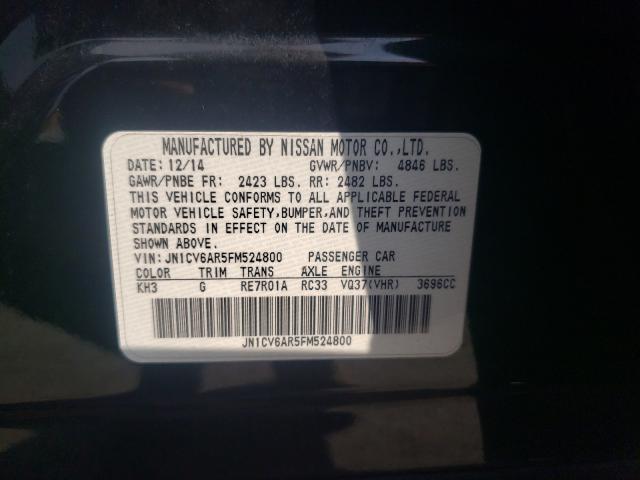 MANUFACTURED BY NISSAN MOTOR CO.,LTD.
DATE: 12/14 GVWR/PNBV: 4846 LBS.
GAWR/PNBE FR: 2423 LBS. RR: 2482 LBS.
THIS VEHICLE CONFORMS TO ALL APPLICABLE FEDERAL
MOTOR VEHICLE SAFETY,BUMPER,AND THEFT PREVENTION
STANDARDS IN EFFECT ON THE DATE OF MANUFACTURE
SHOWN ABOVE.
VIN: JN1CV6AR5FM524800 PASSENGER CAR
COLOR TRIM TRANS AXLE ENGINE
KH3 G RE7R01A RC33 VQ37(VHR) 3696CC
JN1CV6AR5FM524800